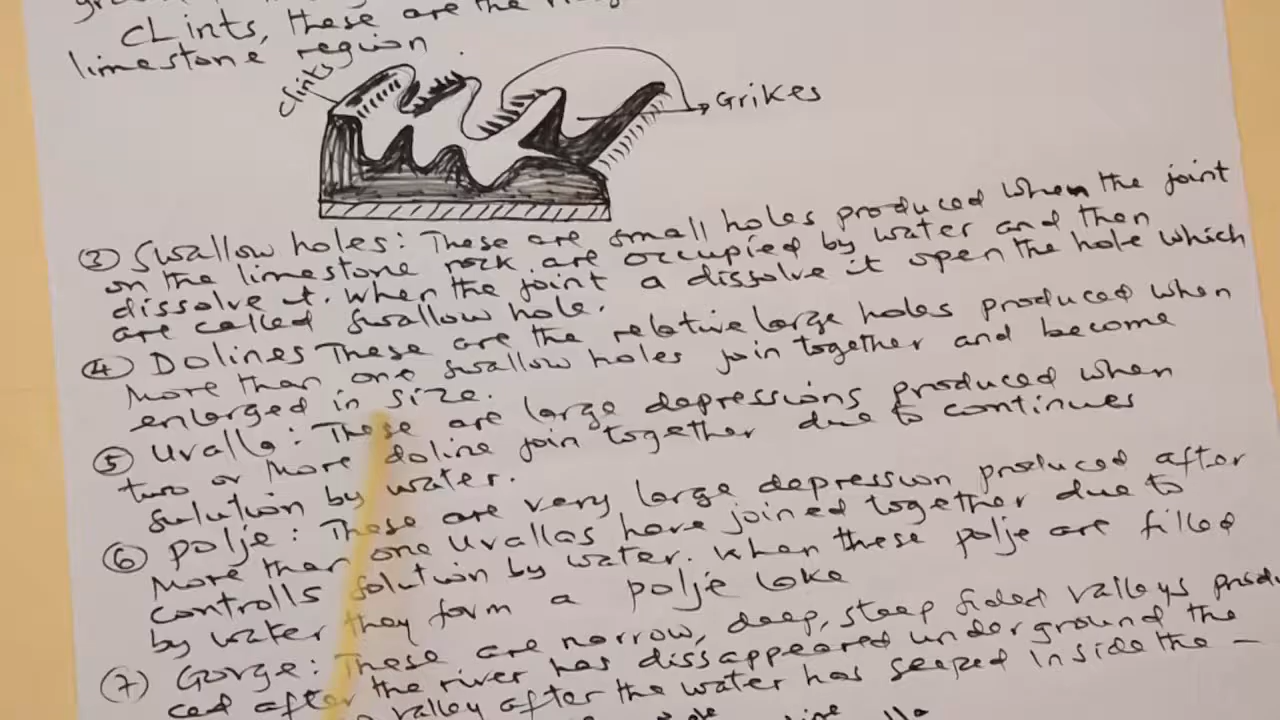 CLints, these are the
limestone region
clints
Grikes
③ Swallow holes: These are small holes produced when the joint
on the limestone rock are occupied by water and then
dissolve it. When the joint a dissolve it open the hole which
are called swallow hole.
④ Dolines These are the relative large holes produced when
more than one swallow holes join together and become
enlarged in size.
⑤ Uvalla: These are large depressions produced when
two or more doline join together due to continues
solution by water.
⑥ polje: These are very large depression produced after
more than one Uvallas have joined together due to
controlls solution by water. When these polje are filled
by water they form a polje lake
⑦ Gorge: These are narrow, deep, steep sided valleys produ
ced after the river has dissappeared underground the
valley after the water has seeped inside the –